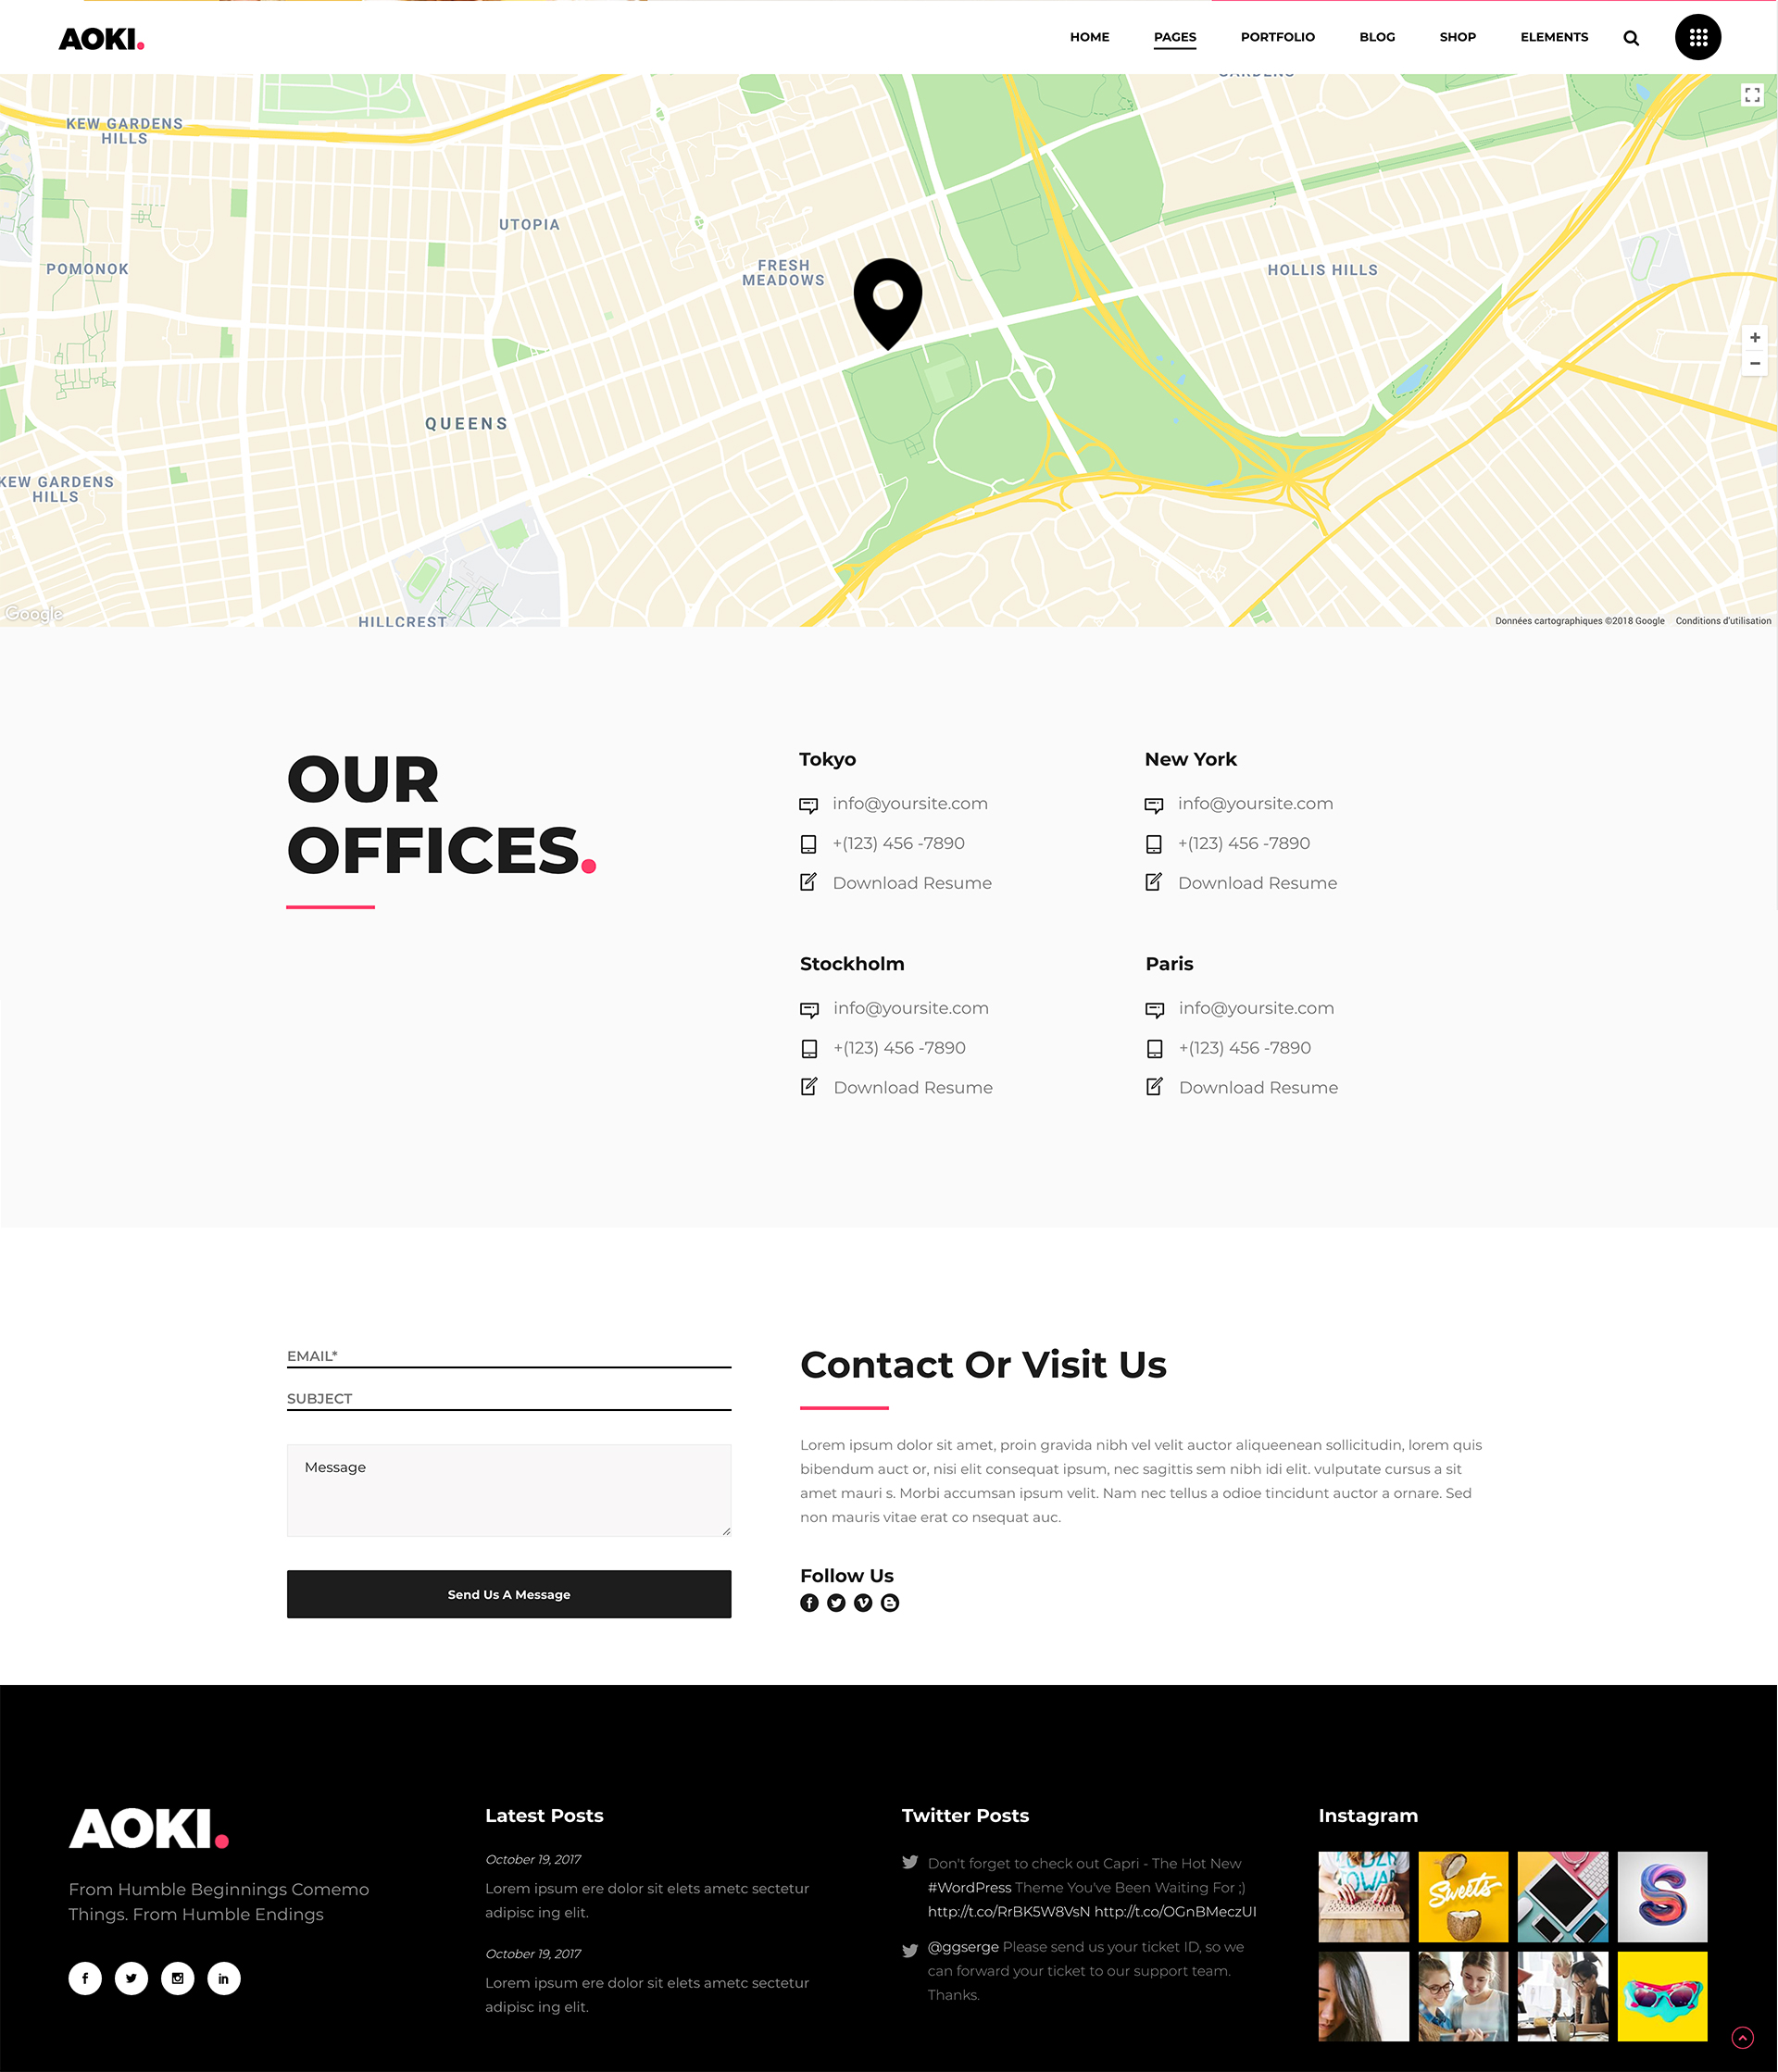 AOKI.
HOME
PAGES
PORTFOLIO
BLOG
SHOP
ELEMENTS
GARDENS
KEW GARDENS
HILLS
UTOPIA
POMONOK
FRESH
MEADOWS
HOLLIS HILLS
QUEENS
KEW GARDENS
HILLS
HILLCREST
Google
Données cartographiques ©2018 Google
Conditions d'utilisation
OUR
OFFICES.
Tokyo
info@yoursite.com
+(123) 456 -7890
Download Resume
New York
info@yoursite.com
+(123) 456 -7890
Download Resume
Stockholm
info@yoursite.com
+(123) 456 -7890
Download Resume
Paris
info@yoursite.com
+(123) 456 -7890
Download Resume
EMAIL*
SUBJECT
Message
Send Us A Message
Contact Or Visit Us
Lorem ipsum dolor sit amet, proin gravida nibh vel velit auctor aliqueenean sollicitudin, lorem quis
bibendum auct or, nisi elit consequat ipsum, nec sagittis sem nibh idi elit. vulputate cursus a sit
amet mauri s. Morbi accumsan ipsum velit. Nam nec tellus a odioe tincidunt auctor a ornare. Sed
non mauris vitae erat co nsequat auc.
Follow Us
AOKI.
From Humble Beginnings Comemo
Things. From Humble Endings
Latest Posts
October 19, 2017
Lorem ipsum ere dolor sit elets ametc sectetur
adipisc ing elit.
October 19, 2017
Lorem ipsum ere dolor sit elets ametc sectetur
adipisc ing elit.
Twitter Posts
Don't forget to check out Capri - The Hot New
#WordPress Theme You've Been Waiting For ;)
http://t.co/RrBK5W8VsN http://t.co/OGnBMeczUI
@ggserge Please send us your ticket ID, so we
can forward your ticket to our support team.
Thanks.
Instagram
Sweets
S